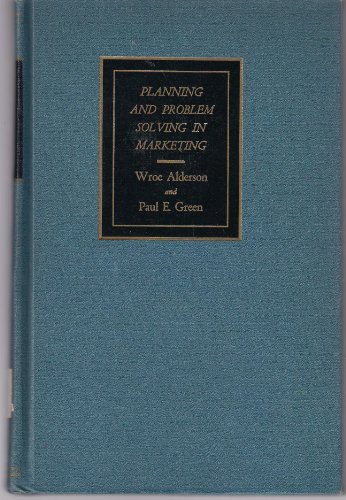 PLANNING
AND PROBLEM
SOLVING IN
MARKETING
Wroe Alderson
and
Paul E. Green